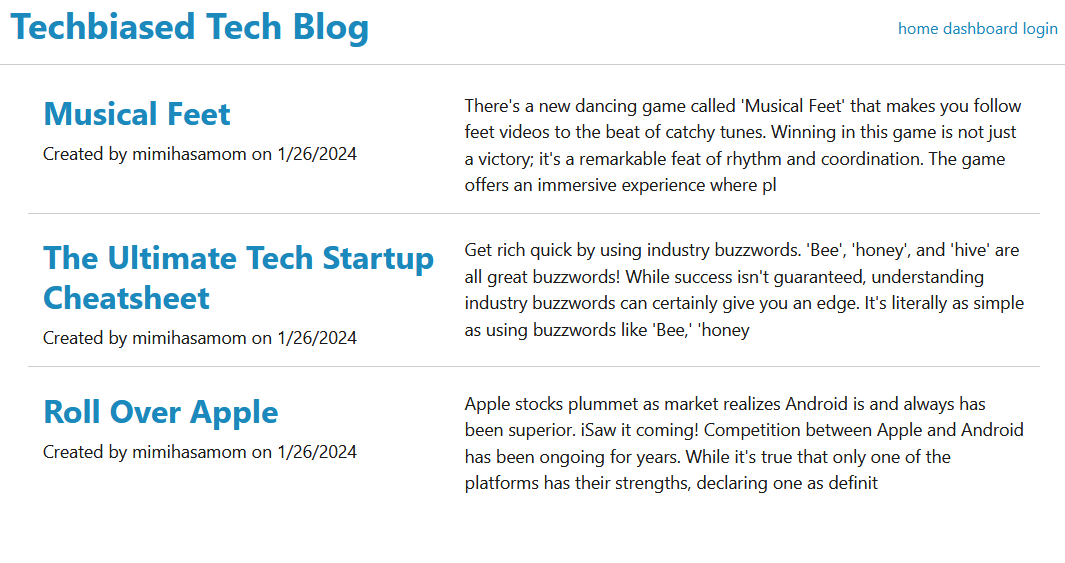 Techbiased Tech Blog
home dashboard login
Musical Feet
Created by mimihasamom on 1/26/2024
There's a new dancing game called 'Musical Feet' that makes you follow
feet videos to the beat of catchy tunes. Winning in this game is not just
a victory; it's a remarkable feat of rhythm and coordination. The game
offers an immersive experience where pl
The Ultimate Tech Startup
Cheatsheet
Created by mimihasamom on 1/26/2024
Get rich quick by using industry buzzwords. 'Bee', 'honey', and 'hive' are
all great buzzwords! While success isn't guaranteed, understanding
industry buzzwords can certainly give you an edge. It's literally as simple
as using buzzwords like 'Bee,' 'honey
Roll Over Apple
Created by mimihasamom on 1/26/2024
Apple stocks plummet as market realizes Android is and always has
been superior. iSaw it coming! Competition between Apple and Android
has been ongoing for years. While it's true that only one of the
platforms has their strengths, declaring one as definit